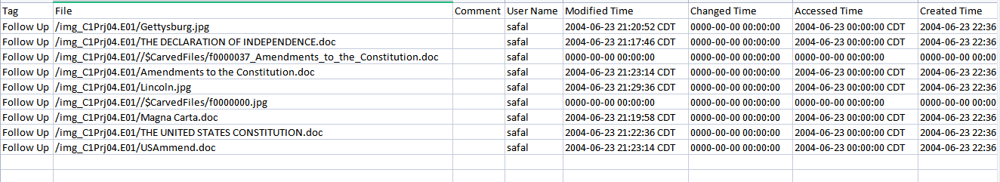 Tag File Comment User Name Modified Time Changed Time Accessed Time Created Time
Follow Up /img_C1Prj04.E01/Gettysburg.jpg safal 2004-06-23 21:20:52 CDT 0000-00-00 00:00:00 2004-06-23 00:00:00 CDT 2004-06-23 22:36
Follow Up /img_C1Prj04.E01/THE DECLARATION OF INDEPENDENCE.doc safal 2004-06-23 21:17:46 CDT 0000-00-00 00:00:00 2004-06-23 00:00:00 CDT 2004-06-23 22:36
Follow Up /img_C1Prj04.E01//$CarvedFiles/f0000037_Amendments_to_the_Constitution.doc safal 0000-00-00 00:00:00 0000-00-00 00:00:00 0000-00-00 00:00:00 0000-00-00 00:00
Follow Up /img_C1Prj04.E01/Amendments to the Constitution.doc safal 2004-06-23 21:23:14 CDT 0000-00-00 00:00:00 2004-06-23 00:00:00 CDT 2004-06-23 22:36
Follow Up /img_C1Prj04.E01/Lincoln.jpg safal 2004-06-23 21:29:36 CDT 0000-00-00 00:00:00 2004-06-23 00:00:00 CDT 2004-06-23 22:36
Follow Up /img_C1Prj04.E01//$CarvedFiles/f0000000.jpg safal 0000-00-00 00:00:00 0000-00-00 00:00:00 0000-00-00 00:00:00 0000-00-00 00:00
Follow Up /img_C1Prj04.E01/Magna Carta.doc safal 2004-06-23 21:19:58 CDT 0000-00-00 00:00:00 2004-06-23 00:00:00 CDT 2004-06-23 22:36
Follow Up /img_C1Prj04.E01/THE UNITED STATES CONSTITUTION.doc safal 2004-06-23 21:22:36 CDT 0000-00-00 00:00:00 2004-06-23 00:00:00 CDT 2004-06-23 22:36
Follow Up /img_C1Prj04.E01/USAmmend.doc safal 2004-06-23 21:23:14 CDT 0000-00-00 00:00:00 2004-06-23 00:00:00 CDT 2004-06-23 22:36